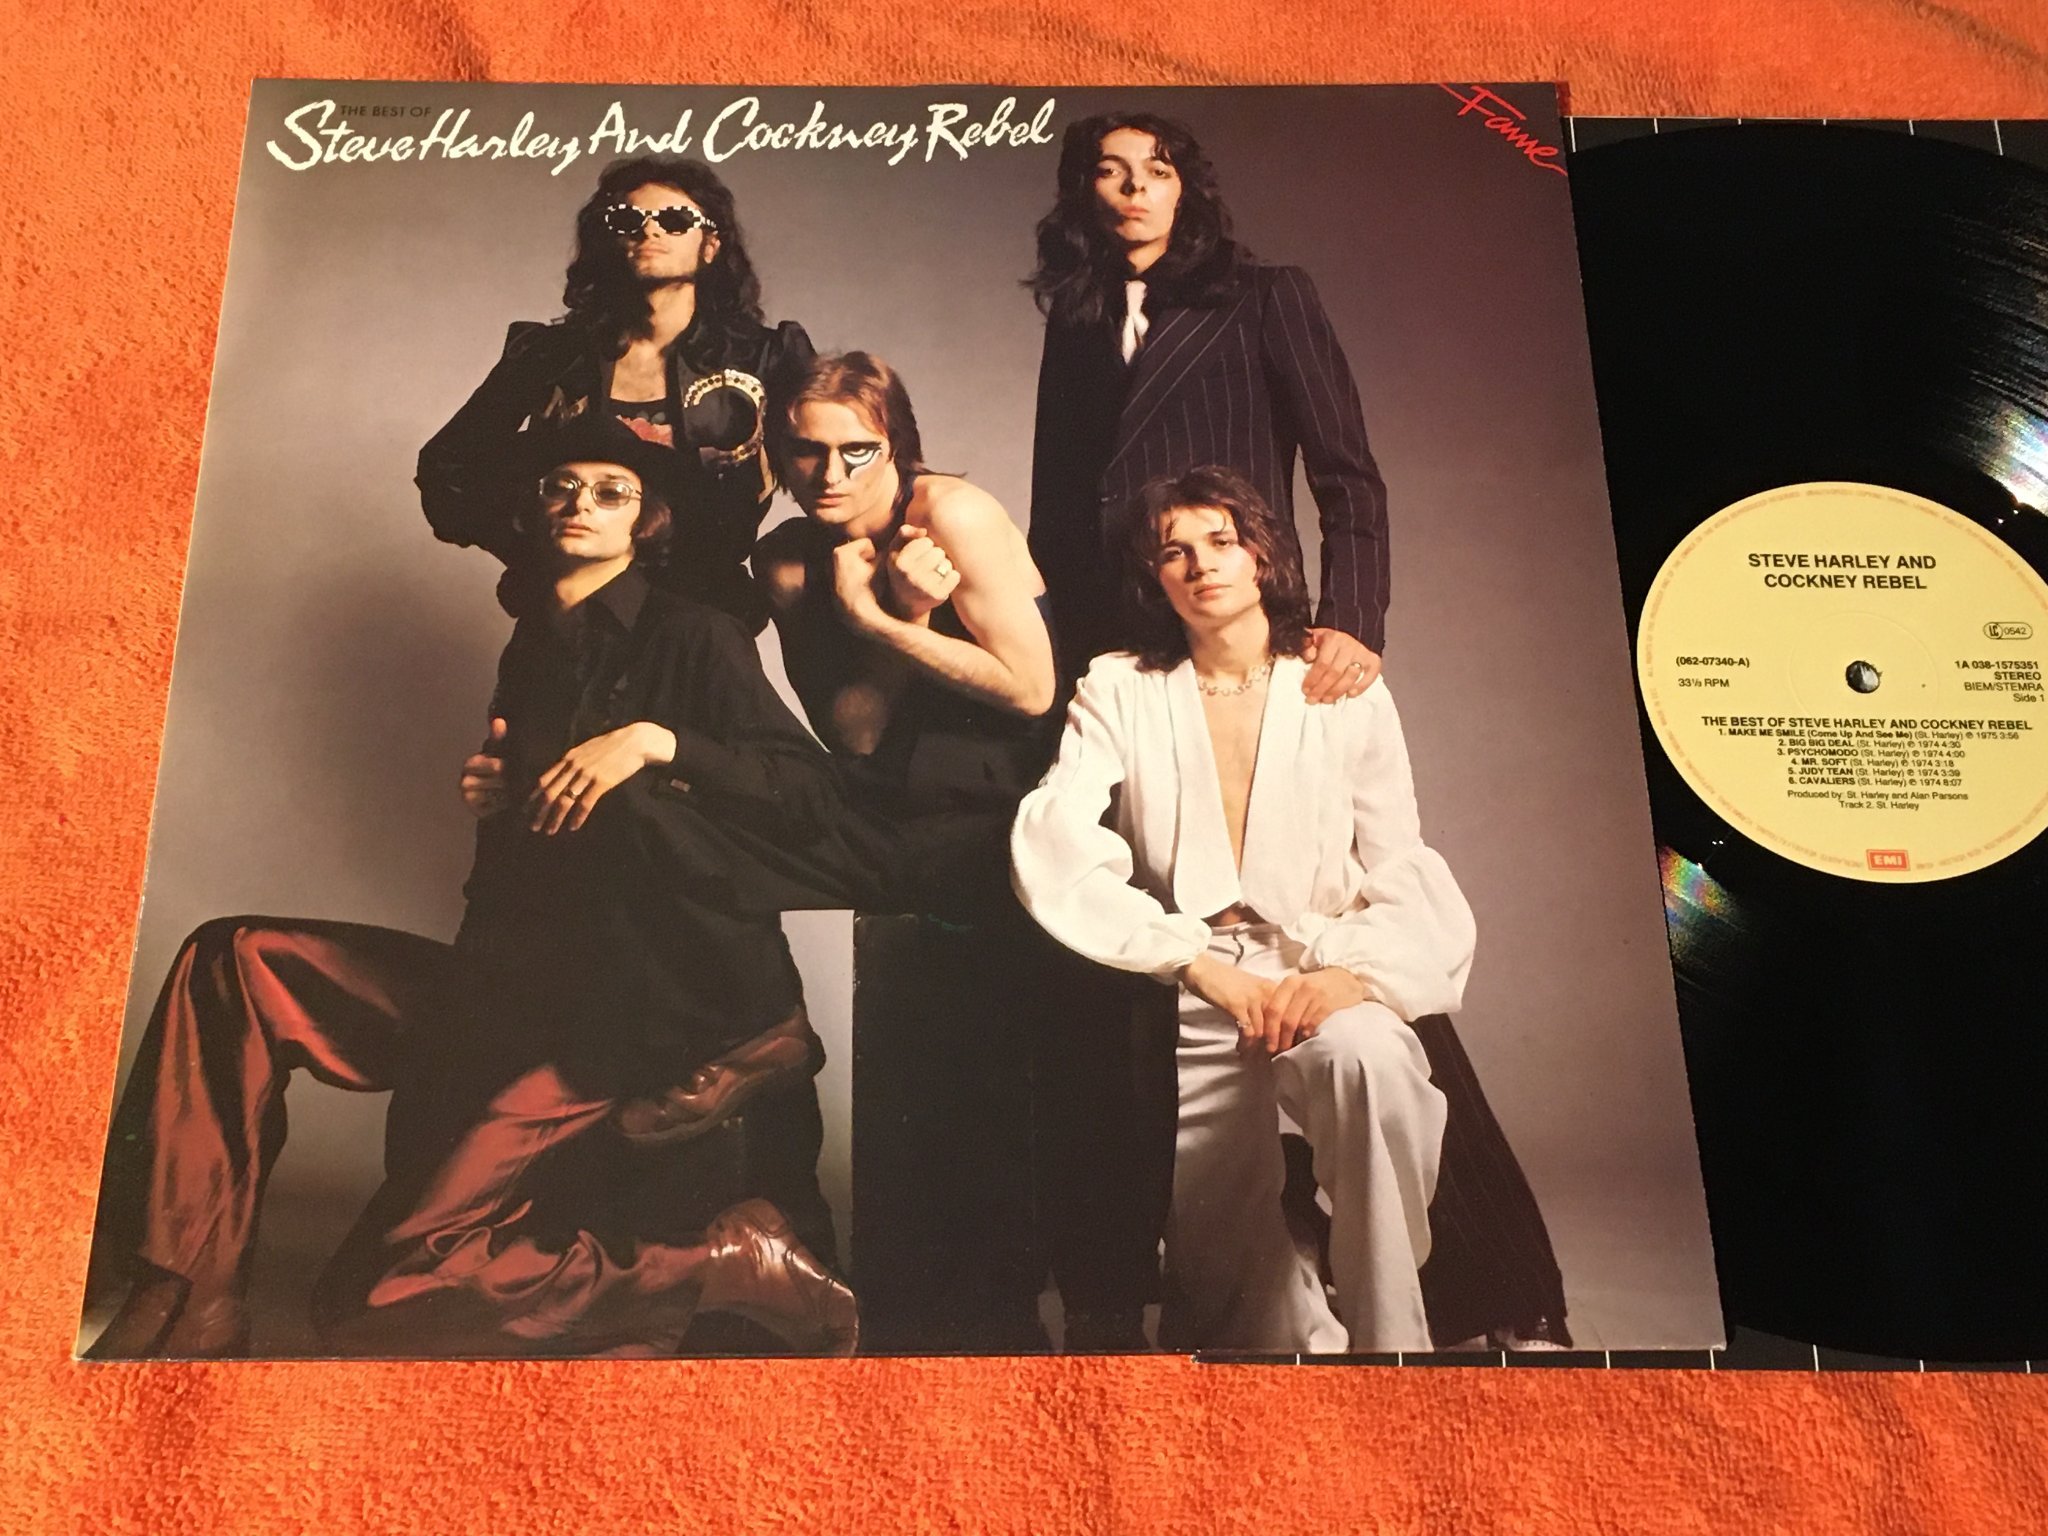 THE BEST OF
Steve Harley And Cockney Rebel
Fame
STEVE HARLEY AND
COCKNEY REBEL
LC 0542
(062-07340-A)
33⅓ RPM
1A 038-1575351
STEREO
BIEM/STEMRA
Side 1
THE BEST OF STEVE HARLEY AND COCKNEY REBEL
1. MAKE ME SMILE (Come Up And See Me) (St. Harley) ℗ 1975 3:56
2. BIG BIG DEAL (St. Harley) ℗ 1974 4:30
3. PSYCHOMODO (St. Harley) ℗ 1974 4:00
4. MR. SOFT (St. Harley) ℗ 1974 3:18
5. JUDY TEAN (St. Harley) ℗ 1974 3:39
6. CAVALIERS (St. Harley) ℗ 1974 8:07
Produced by: St. Harley and Alan Parsons
Track 2. St. Harley
EMI